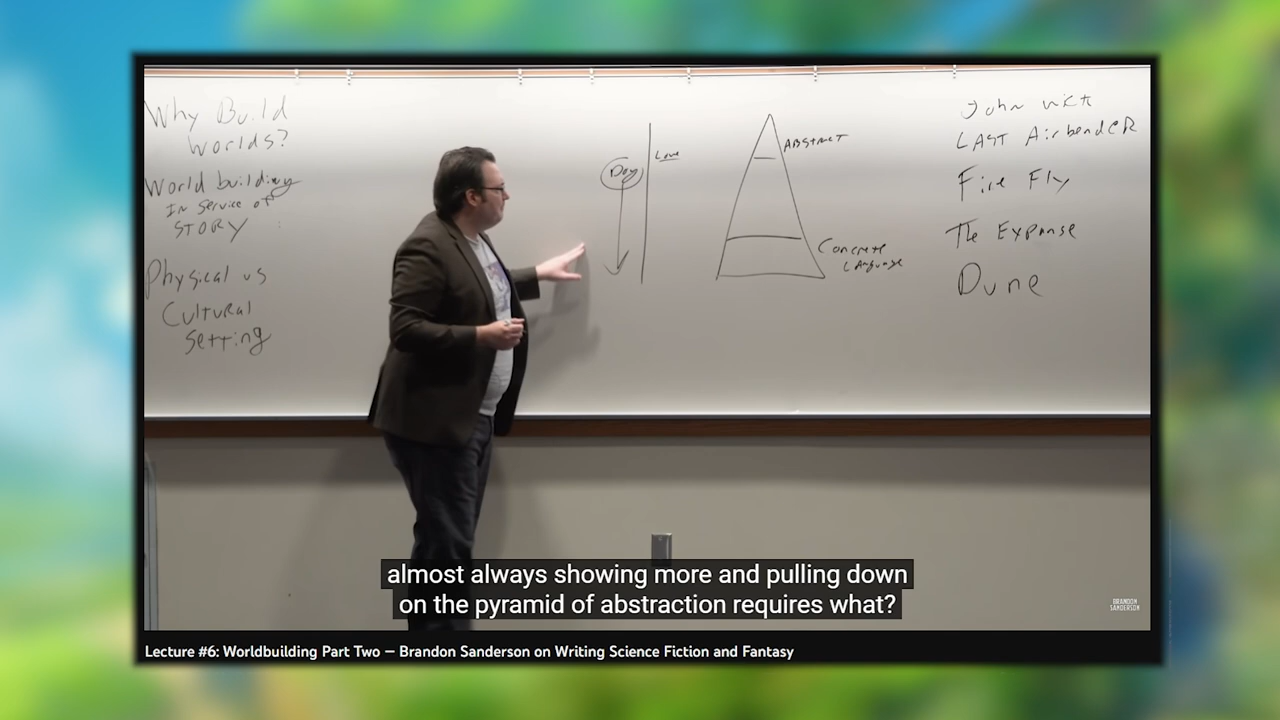 Why Build
Worlds?
World building
In Service of
STORY
Physical vs
Cultural
Setting
Dog
Love
ABSTRACT
Concrete
Language
John Wick
LAST AirbendER
Fire Fly
The Expanse
Dune
almost always showing more and pulling down
on the pyramid of abstraction requires what?
BRANDON
SANDERSON
Lecture #6: Worldbuilding Part Two – Brandon Sanderson on Writing Science Fiction and Fantasy